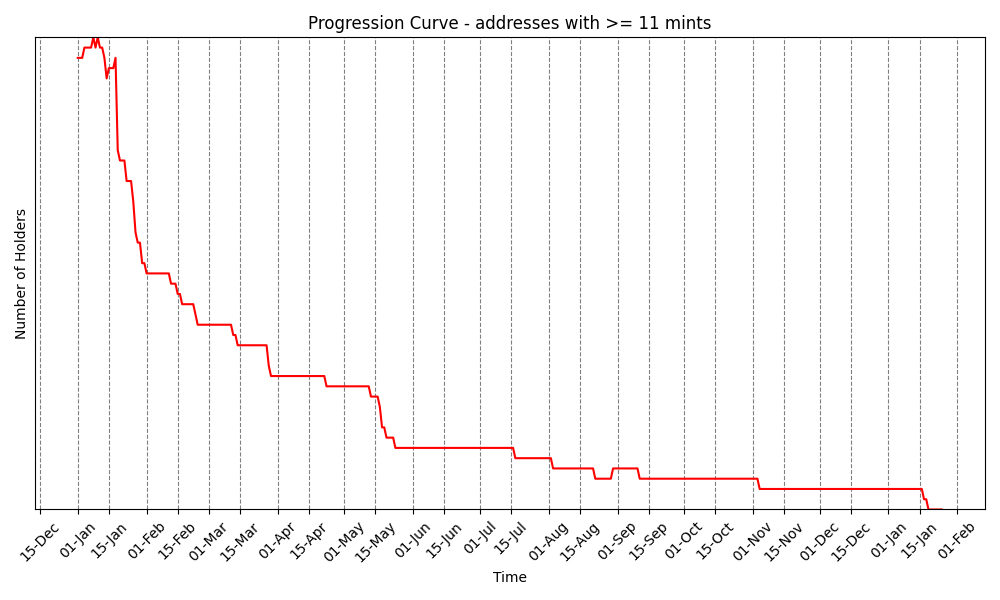 Progression Curve - addresses with >= 11 mints
Number of Holders
15-Dec
01-Jan
15-Jan
01-Feb
15-Feb
01-Mar
15-Mar
01-Apr
15-Apr
01-May
15-May
01-Jun
15-Jun
01-Jul
15-Jul
01-Aug
15-Aug
01-Sep
15-Sep
01-Oct
15-Oct
01-Nov
15-Nov
01-Dec
15-Dec
01-Jan
15-Jan
01-Feb
Time